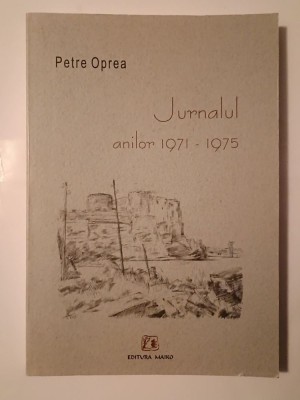 Petre Oprea
Jurnalul
anilor 1971 - 1975
EDITURA MAIKO